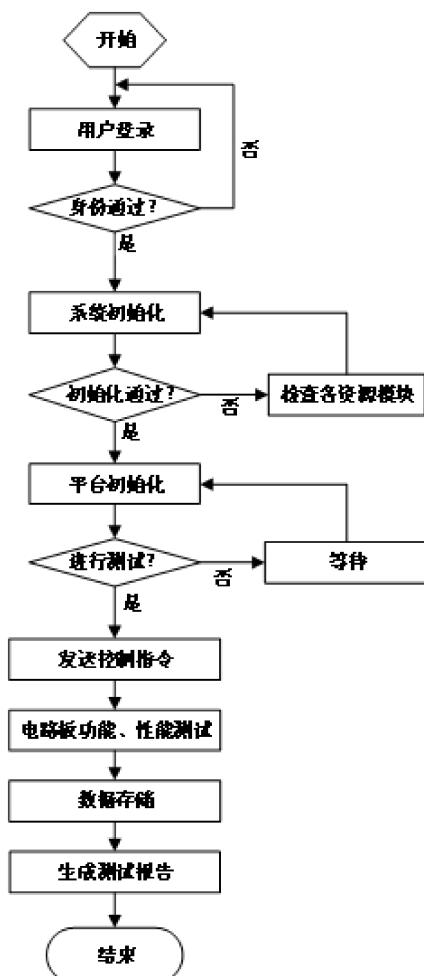 开始
用户登录
否
身份通过？
是
系统初始化
初始化通过？
否
检查各资源模块
是
平台初始化
进行测试？
否
等待
是
发送控制指令
电路板功能、性能测试
数据存储
生成测试报告
结束